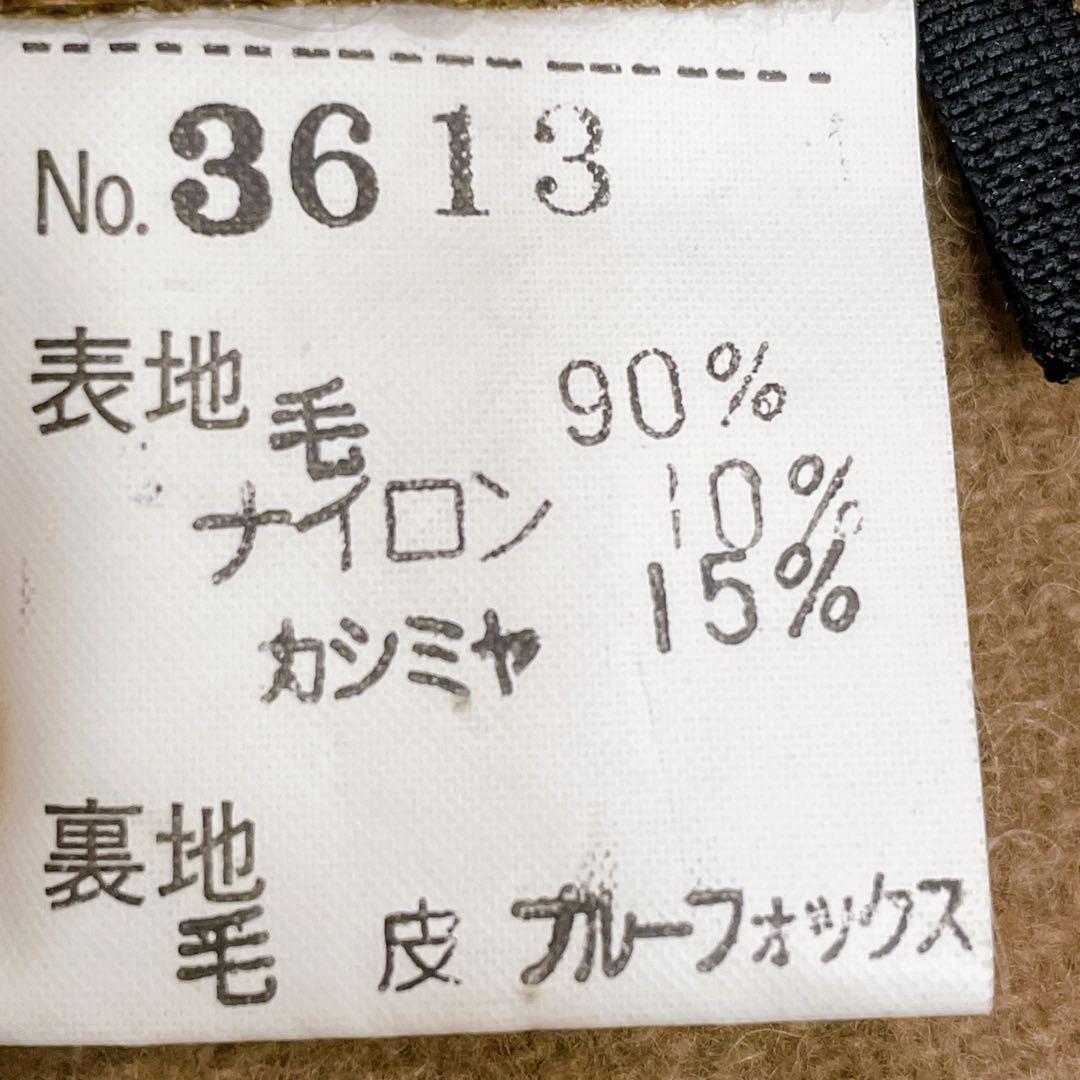 No. 3613
表地 毛 90%
ナイロン 10%
カシミヤ 15%
裏地
毛 皮 ブルーフォックス